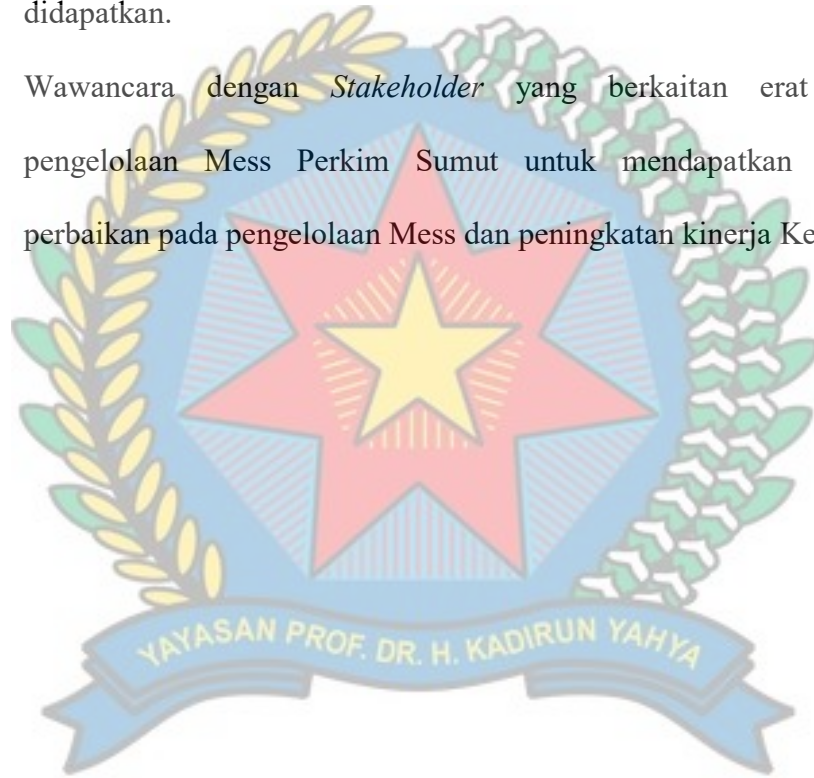 didapatkan.
Wawancara dengan Stakeholder yang berkaitan erat
pengelolaan Mess Perkim Sumut untuk mendapatkan
perbaikan pada pengelolaan Mess dan peningkatan kinerja Ke
YAYASAN PROF. DR. H. KADIRUN YAHYA